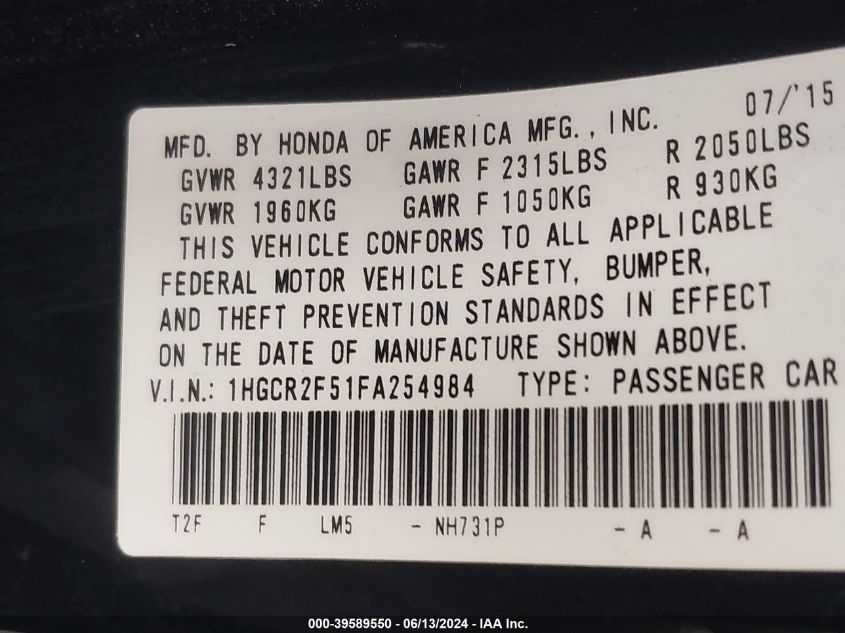 07/'15
MFD. BY HONDA OF AMERICA MFG., INC.
GVWR 4321LBS GAWR F 2315LBS R 2050LBS
GVWR 1960KG GAWR F 1050KG R 930KG
THIS VEHICLE CONFORMS TO ALL APPLICABLE
FEDERAL MOTOR VEHICLE SAFETY, BUMPER,
AND THEFT PREVENTION STANDARDS IN EFFECT
ON THE DATE OF MANUFACTURE SHOWN ABOVE.
V.I.N.: 1HGCR2F51FA254984 TYPE: PASSENGER CAR
T2F F LM5 - NH731P - A - A
000-39589550 - 06/13/2024 - IAA Inc.